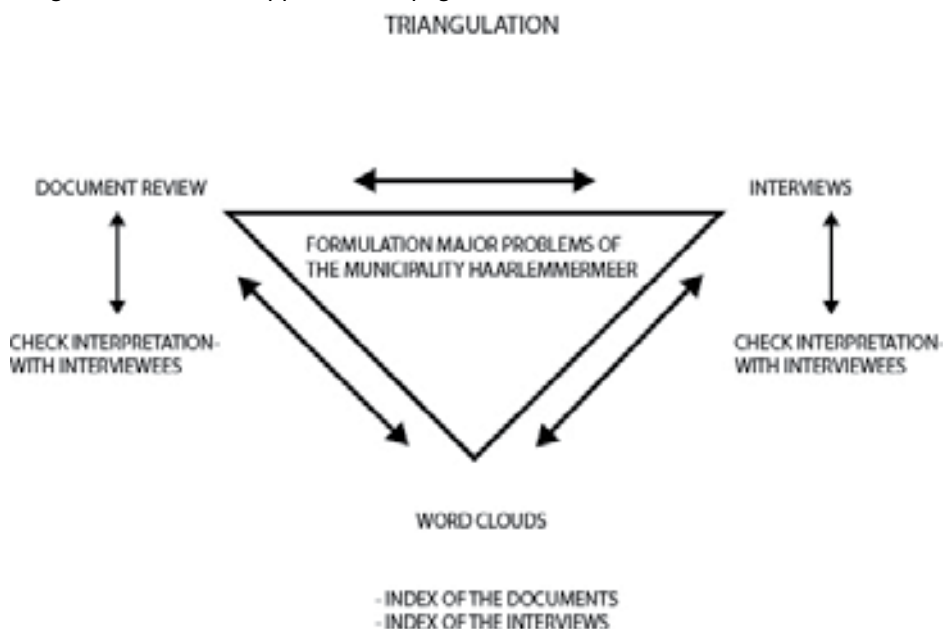 TRIANGULATION
DOCUMENT REVIEW
INTERVIEWS
FORMULATION MAJOR PROBLEMS OF
THE MUNICIPALITY HAARLEMMERMEER
CHECK INTERPRETATION-
WITH INTERVIEWEES
CHECK INTERPRETATION-
WITH INTERVIEWEES
WORD CLOUDS
- INDEX OF THE DOCUMENTS
- INDEX OF THE INTERVIEWS